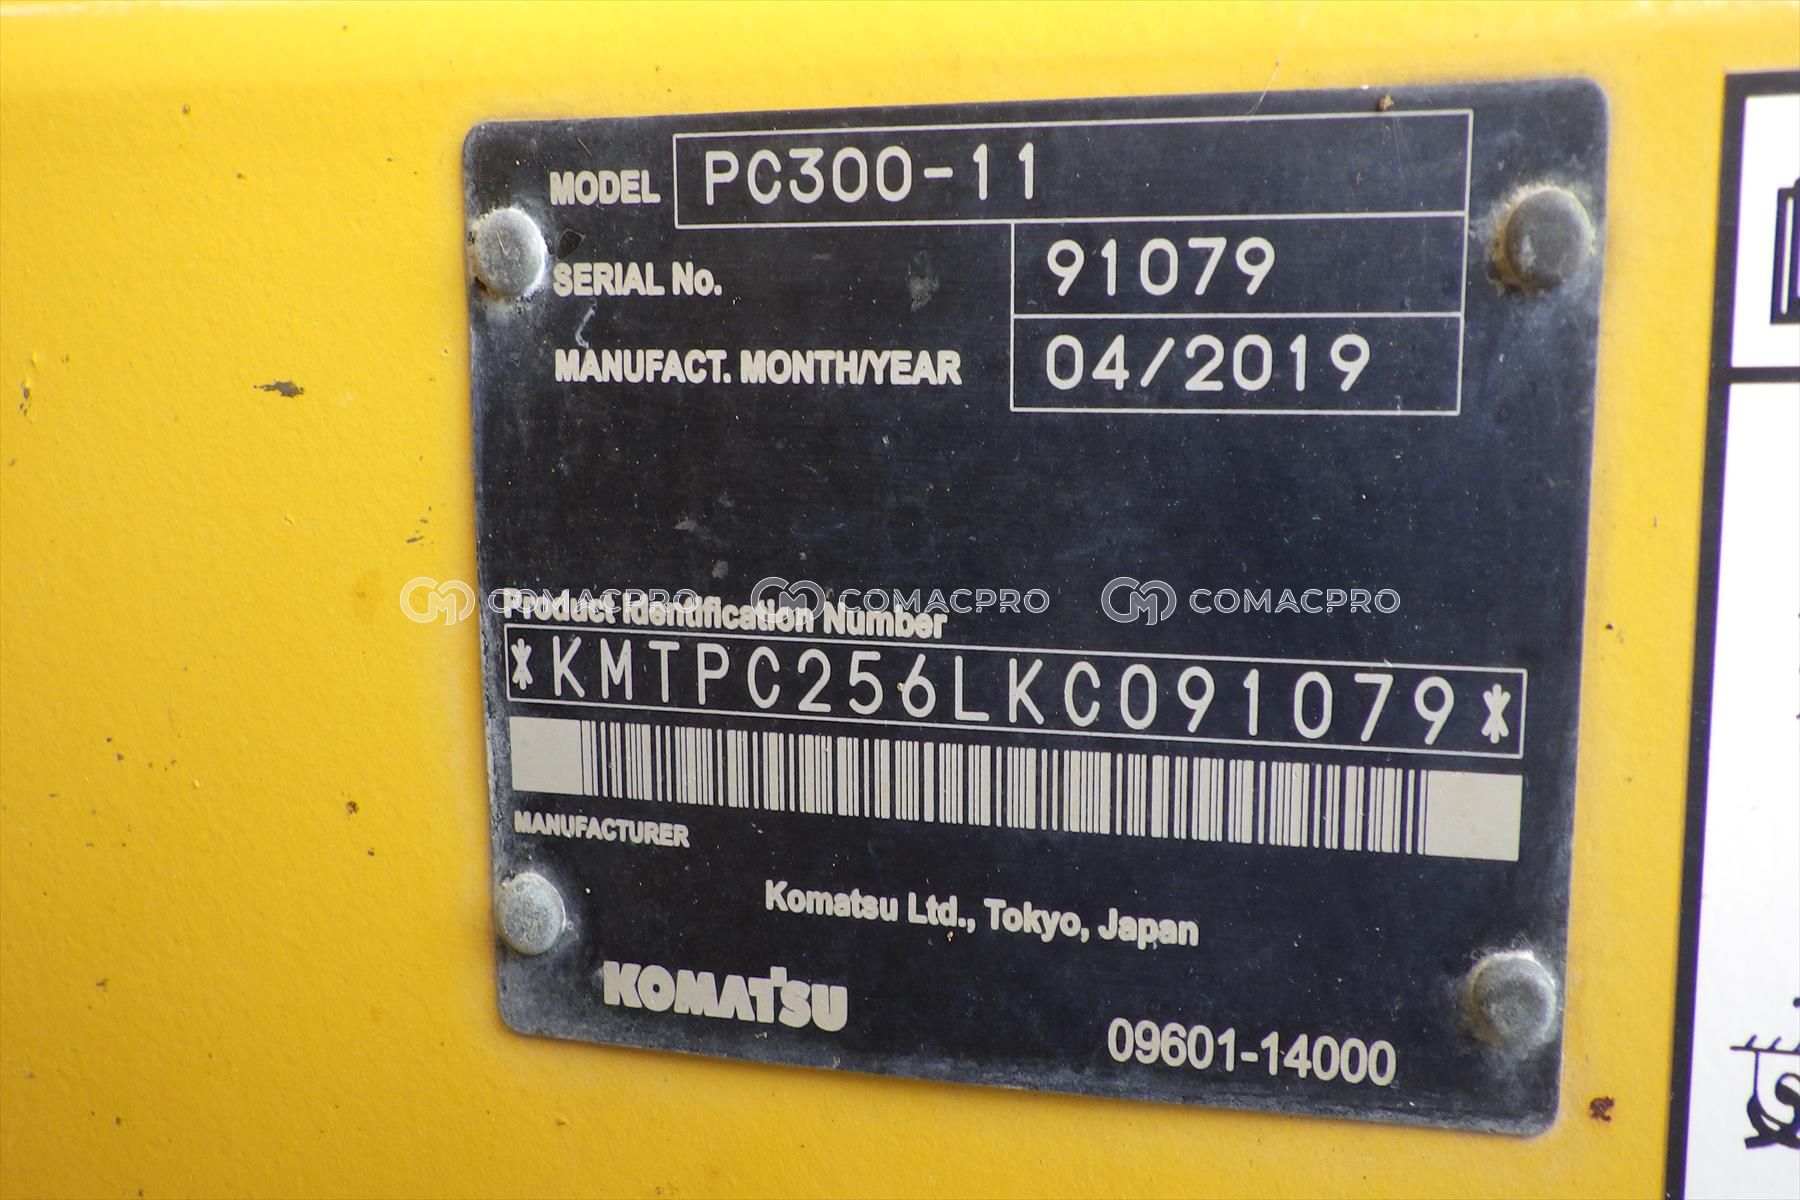 MODEL PC300-11
SERIAL No. 91079
MANUFACT. MONTH/YEAR 04/2019
COMACPRO COMACPRO COMACPRO
Product Identification Number
*KMTPC256LKC091079*
MANUFACTURER
Komatsu Ltd., Tokyo, Japan
KOMATSU
09601-14000